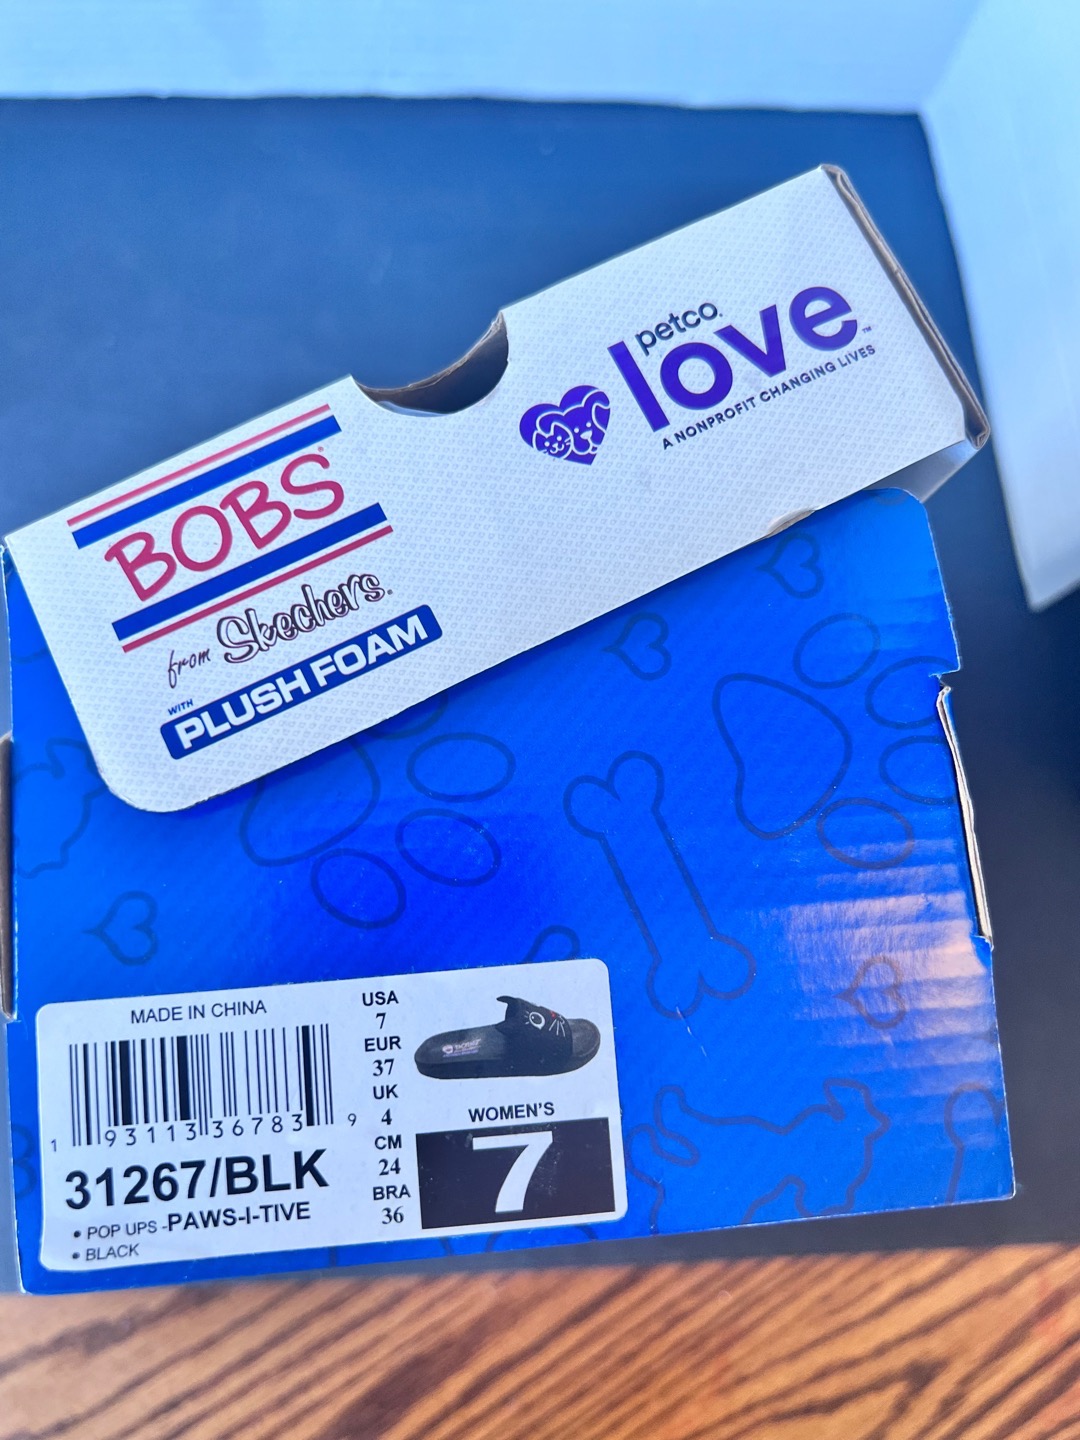 petco.
love™
A NONPROFIT CHANGING LIVES
BOBS®
from Skechers.
WITH
PLUSH FOAM
MADE IN CHINA
1 93113 36783 9
31267/BLK
• POP UPS -PAWS-I-TIVE
• BLACK
USA
7
EUR
37
UK
4
CM
24
BRA
36
WOMEN'S
7